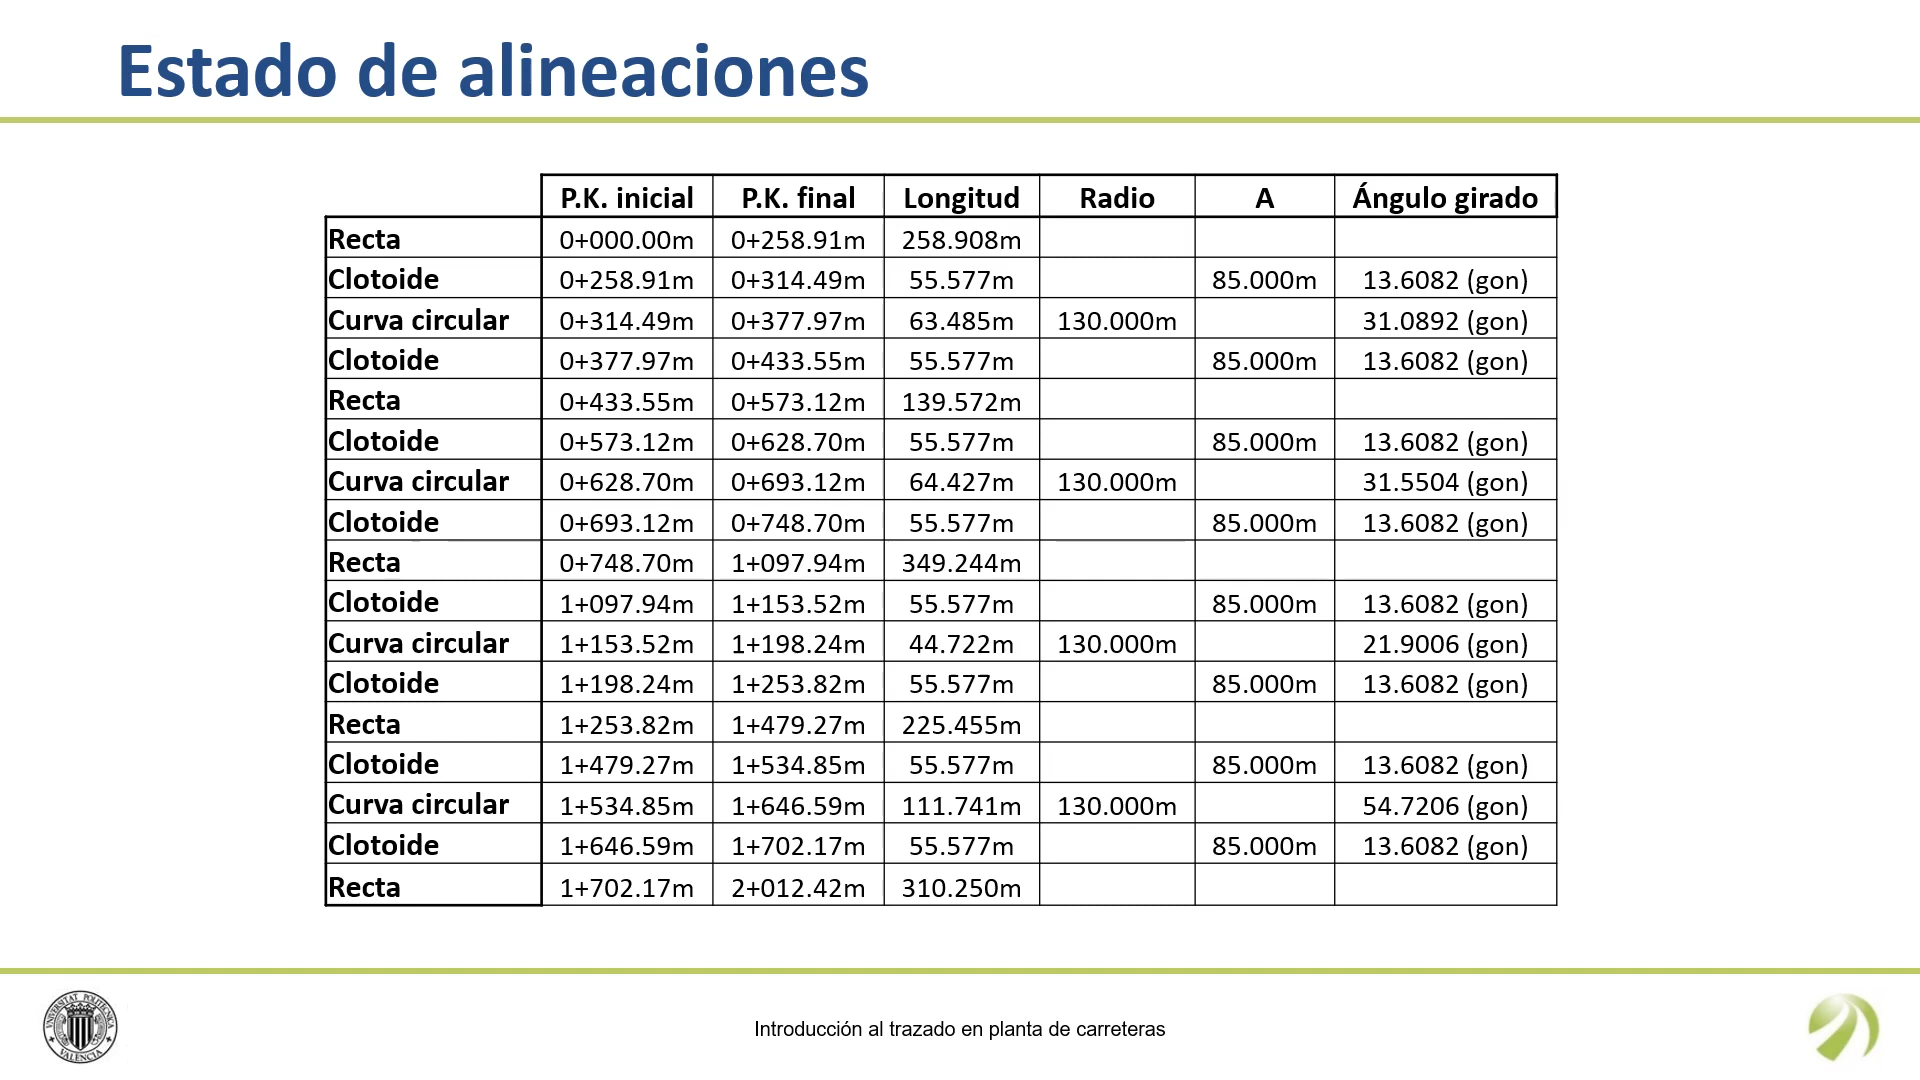 Estado de alineaciones
P.K. inicial P.K. final Longitud Radio A Ángulo girado
Recta 0+000.00m 0+258.91m 258.908m
Clotoide 0+258.91m 0+314.49m 55.577m 85.000m 13.6082 (gon)
Curva circular 0+314.49m 0+377.97m 63.485m 130.000m 31.0892 (gon)
Clotoide 0+377.97m 0+433.55m 55.577m 85.000m 13.6082 (gon)
Recta 0+433.55m 0+573.12m 139.572m
Clotoide 0+573.12m 0+628.70m 55.577m 85.000m 13.6082 (gon)
Curva circular 0+628.70m 0+693.12m 64.427m 130.000m 31.5504 (gon)
Clotoide 0+693.12m 0+748.70m 55.577m 85.000m 13.6082 (gon)
Recta 0+748.70m 1+097.94m 349.244m
Clotoide 1+097.94m 1+153.52m 55.577m 85.000m 13.6082 (gon)
Curva circular 1+153.52m 1+198.24m 44.722m 130.000m 21.9006 (gon)
Clotoide 1+198.24m 1+253.82m 55.577m 85.000m 13.6082 (gon)
Recta 1+253.82m 1+479.27m 225.455m
Clotoide 1+479.27m 1+534.85m 55.577m 85.000m 13.6082 (gon)
Curva circular 1+534.85m 1+646.59m 111.741m 130.000m 54.7206 (gon)
Clotoide 1+646.59m 1+702.17m 55.577m 85.000m 13.6082 (gon)
Recta 1+702.17m 2+012.42m 310.250m
VNIVERSITAT POLITECNICA
VALENCIA
Introducción al trazado en planta de carreteras